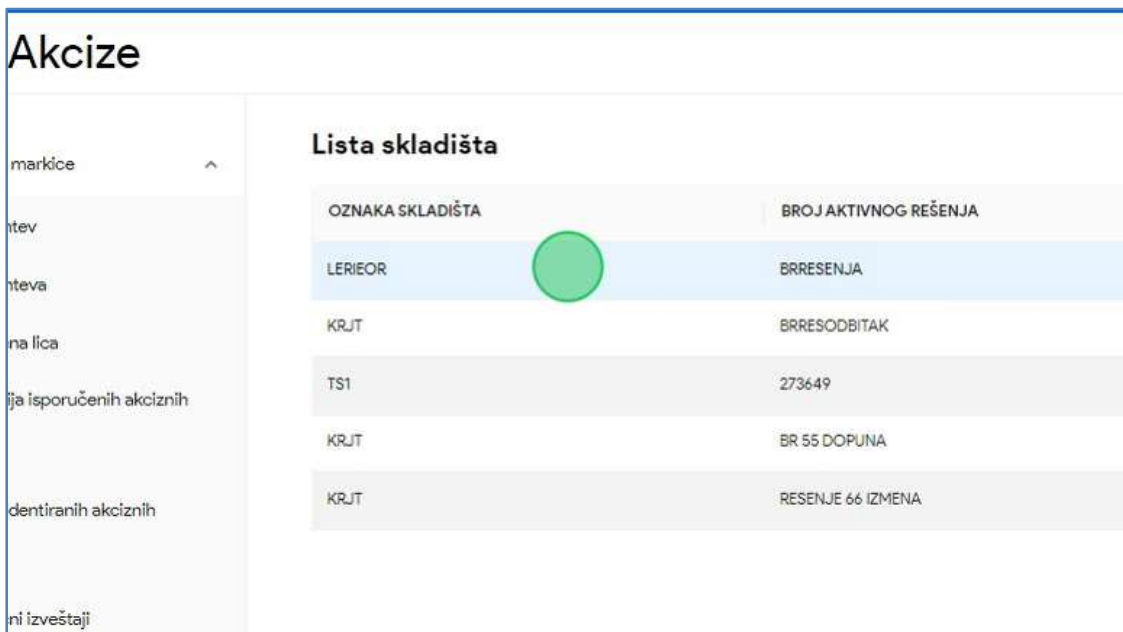 Akcize
markice
ntev
nteva
na lica
ija isporučenih akciznih
dentiranih akciznih
ni izveštaji
Lista skladišta
OZNAKA SKLADIŠTA BROJ AKTIVNOG REŠENJA
LERIEOR BRRESENJA
KRJT BRRESODBITAK
TS1 273649
KRJT BR 55 DOPUNA
KRJT RESENJE 66 IZMENA